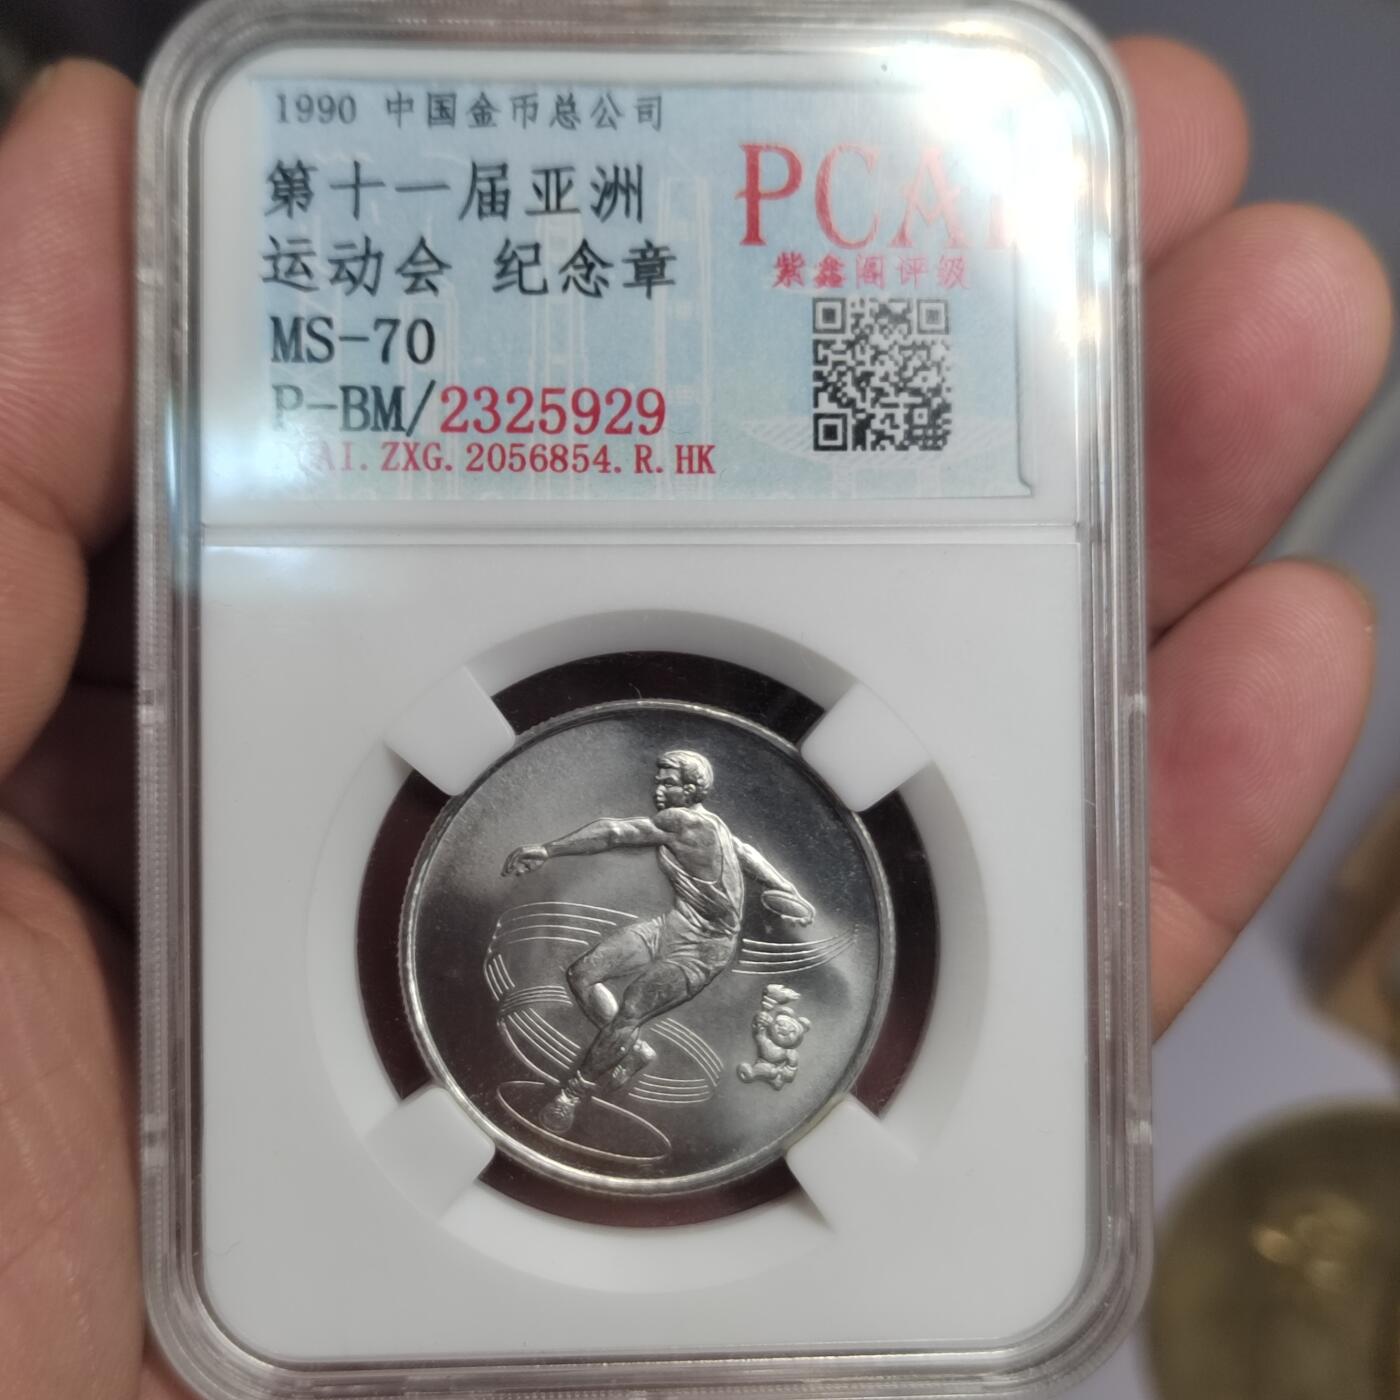 1990 中国金币总公司
第十一届亚洲
运动会 纪念章
MS-70
P-BM/2325929
AI.ZXG.2056854.R.HK
PCAI
紫鑫阁评级